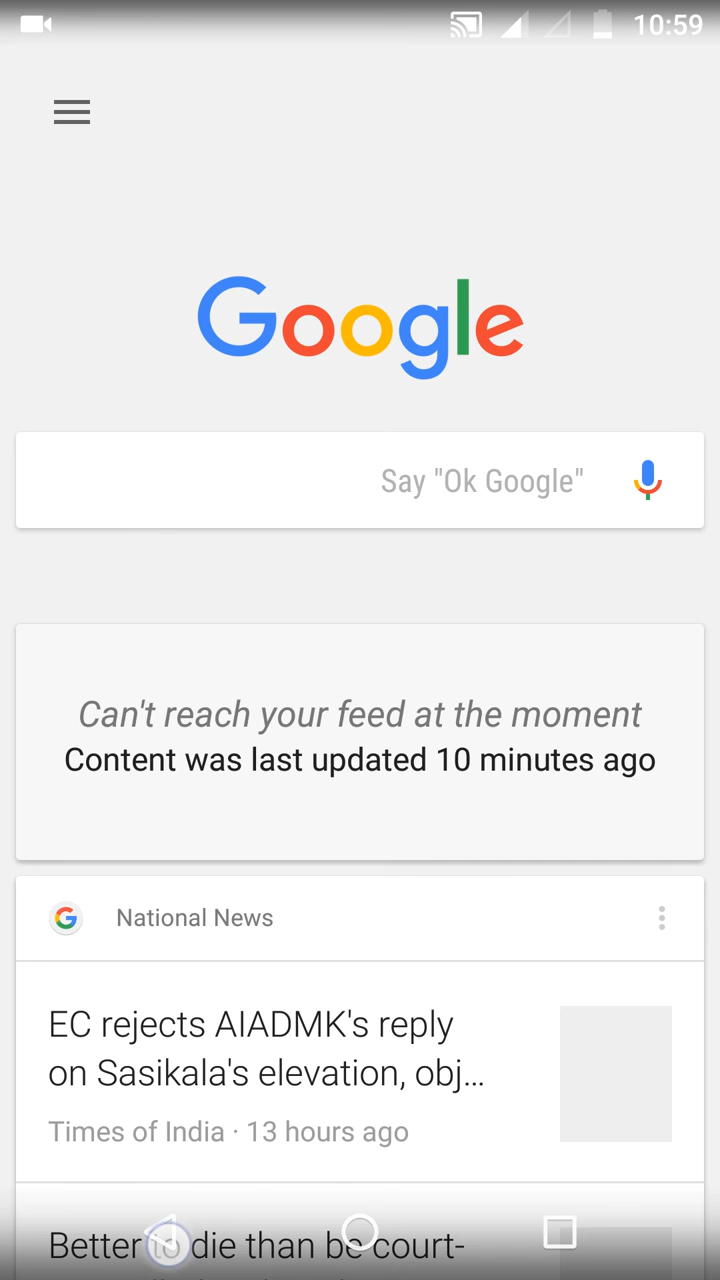 10:59
Google
Say "Ok Google"
Can't reach your feed at the moment
Content was last updated 10 minutes ago
National News
EC rejects AIADMK's reply
on Sasikala's elevation, obj...
Times of India · 13 hours ago
Better to die than be court-